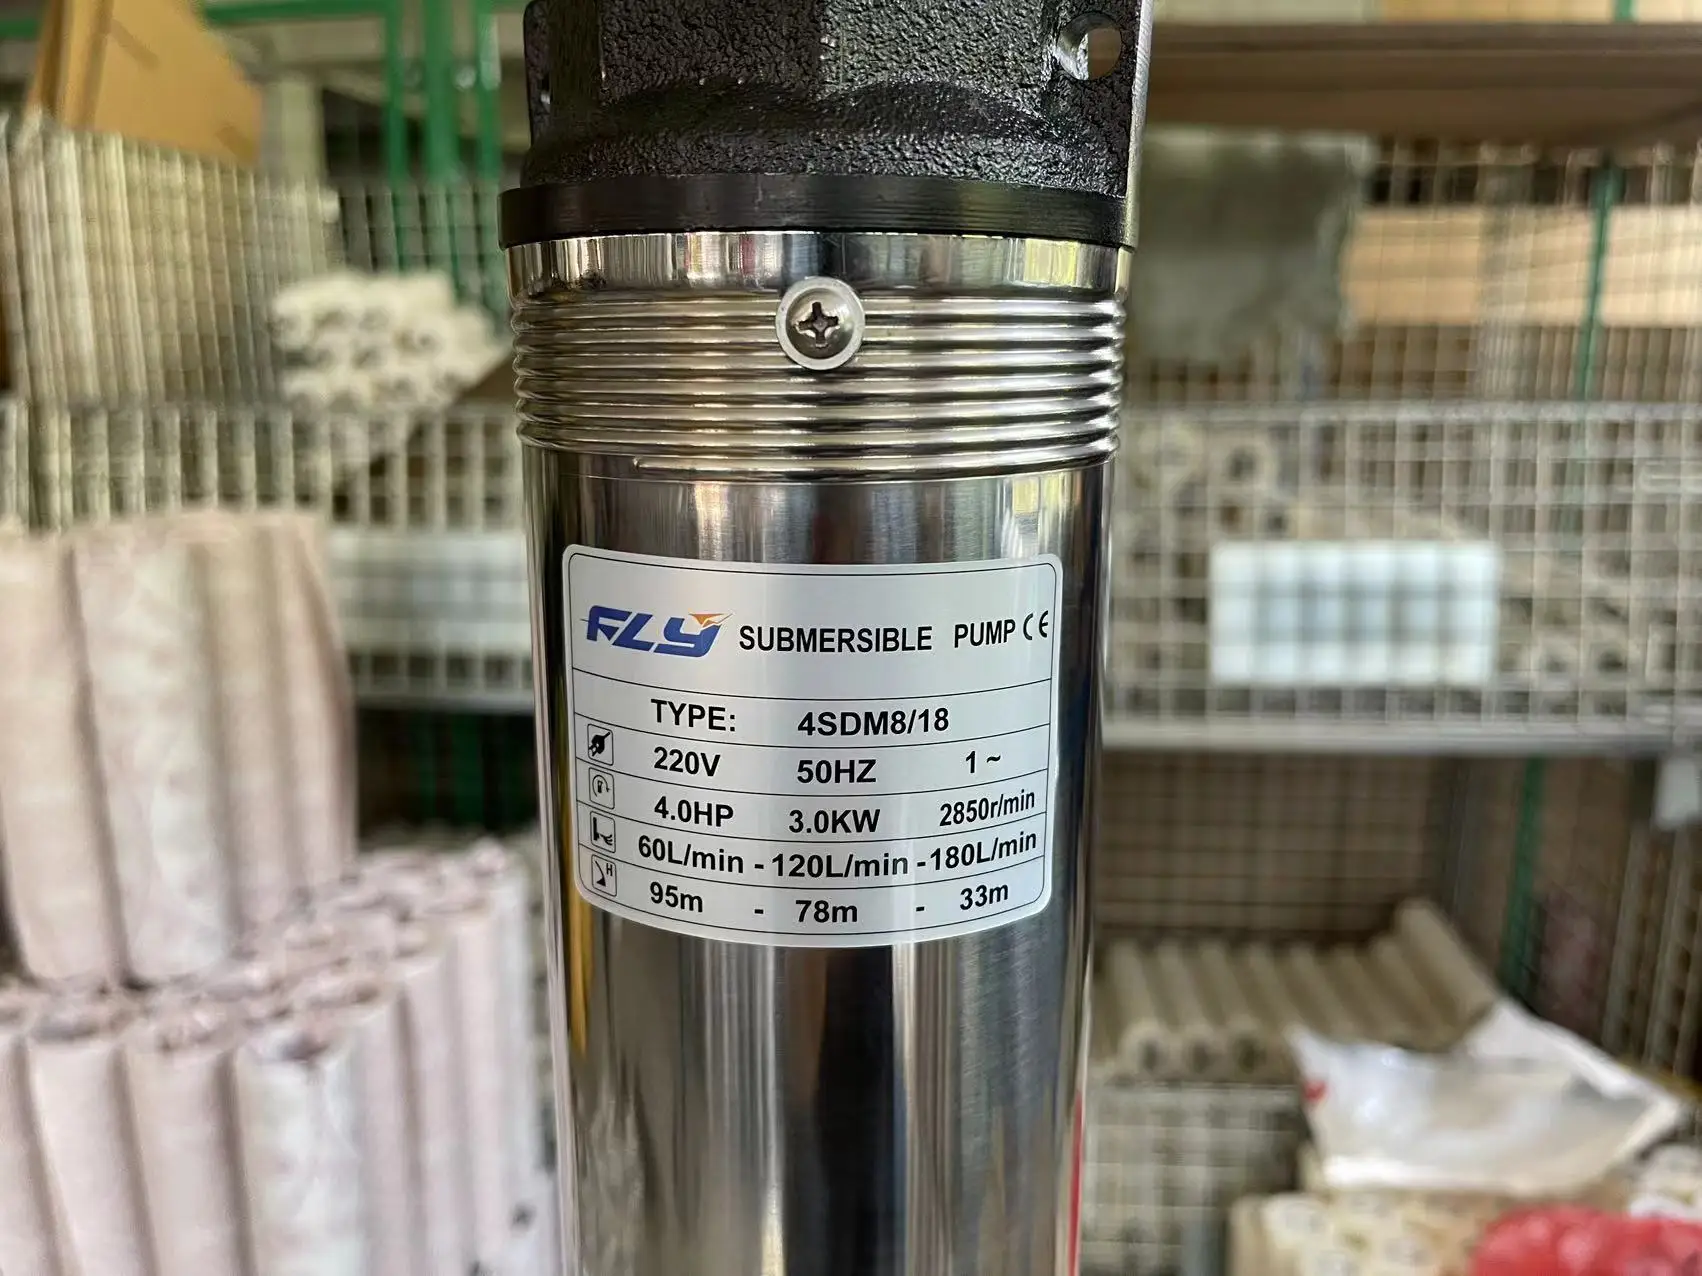 FLY SUBMERSIBLE PUMP CE
TYPE: 4SDM8/18
220V 50HZ 1~
4.0HP 3.0KW 2850r/min
60L/min - 120L/min - 180L/min
H
95m - 78m - 33m